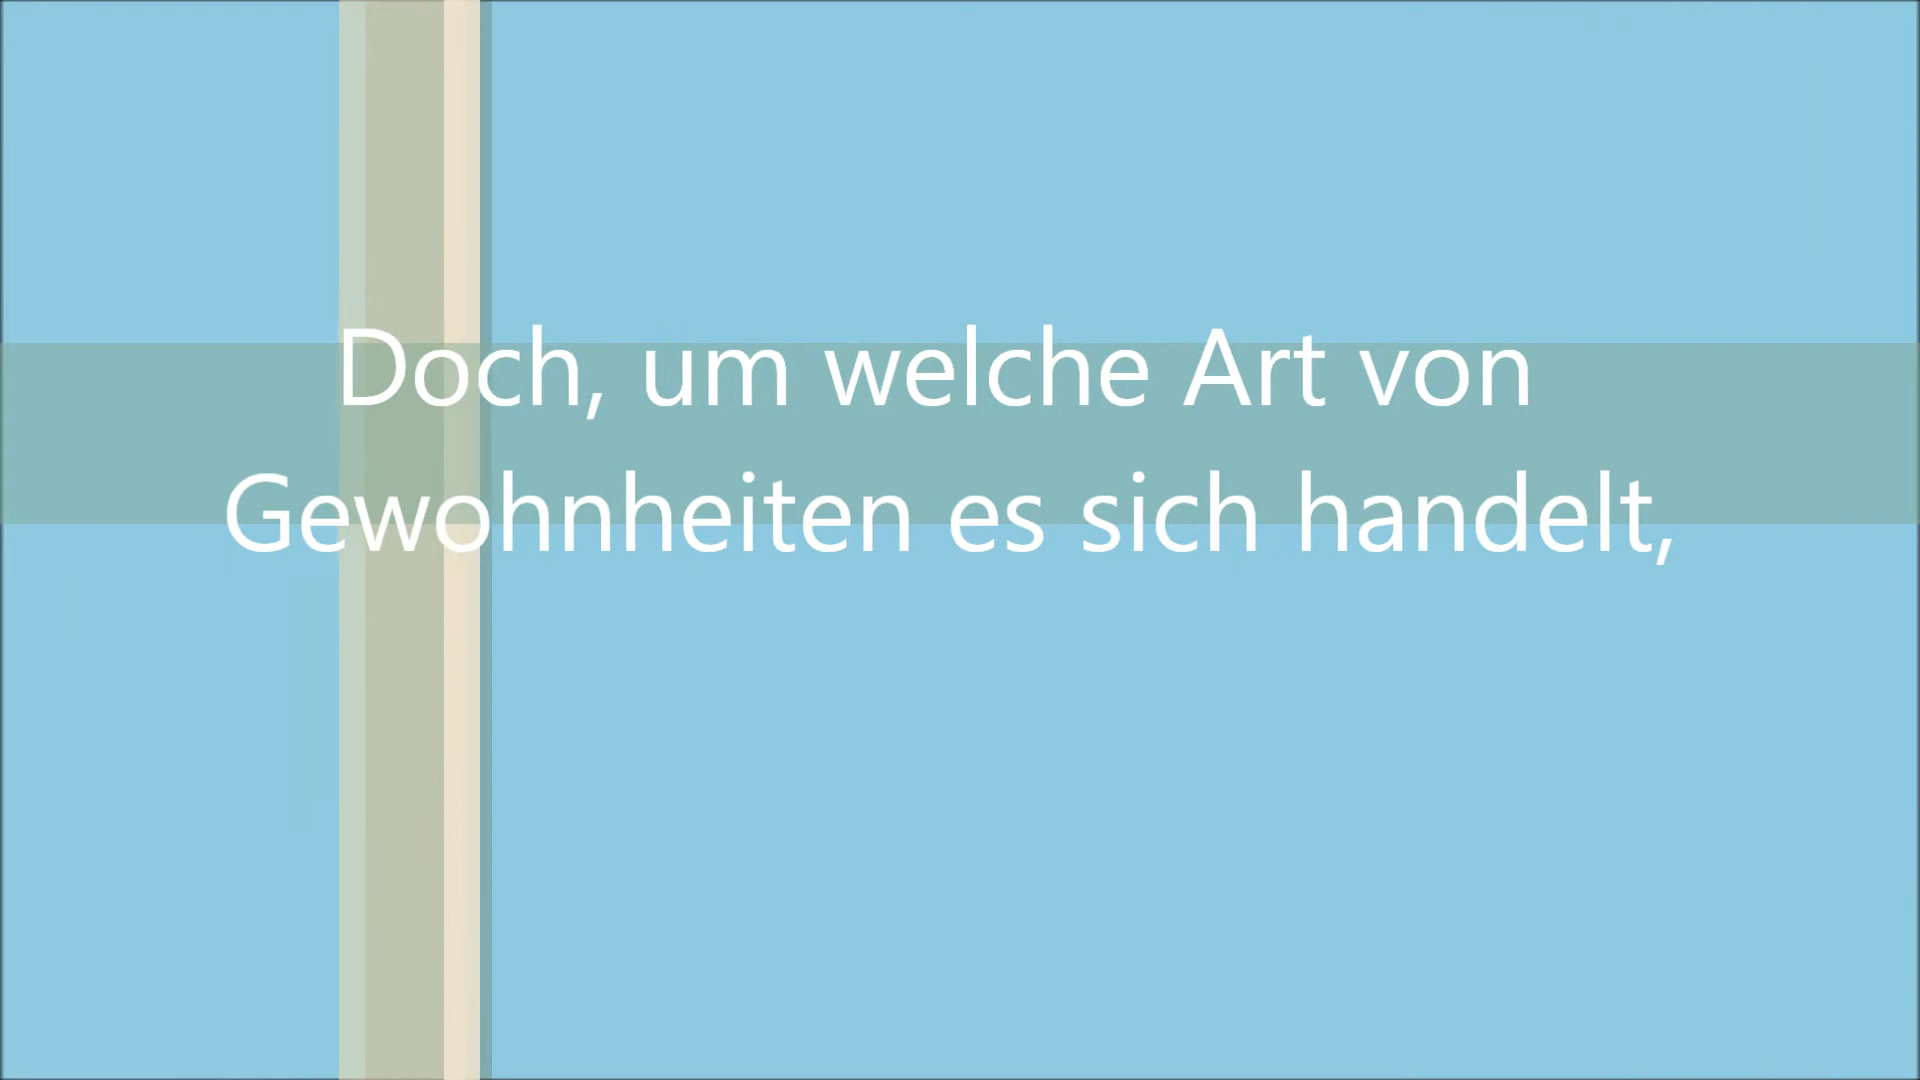 Doch, um welche Art von
Gewohnheiten es sich handelt,